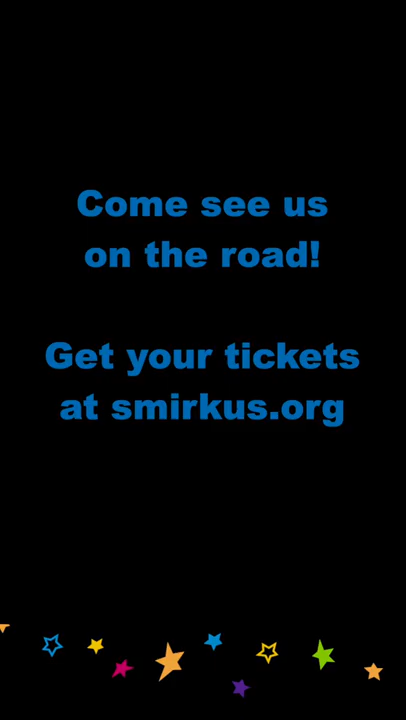 Come see us
on the road!
Get your tickets
at smirkus.org